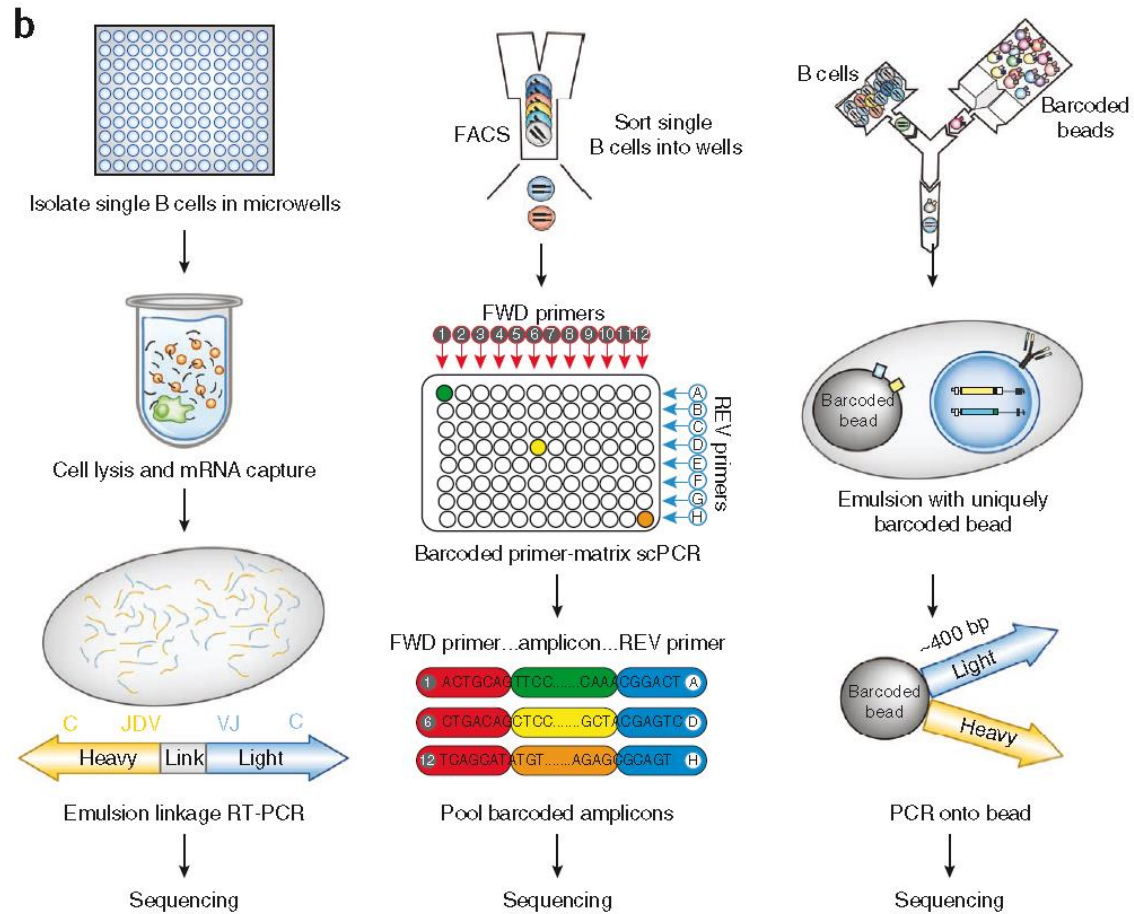 b
Isolate single B cells in microwells
Cell lysis and mRNA capture
C JDV VJ C
Heavy Link Light
Emulsion linkage RT-PCR
Sequencing
FACS
Sort single
B cells into wells
FWD primers
1 2 3 4 5 6 7 8 9 10 11 12
A
B
C
D
E
F
G
H
REV primers
Barcoded primer-matrix scPCR
FWD primer...amplicon...REV primer
1 ACTGCAGTTCC......CAAACGGACT A
6 CTGACAGCTCC......GCTACGAGTC D
12 TCAGCATATGT......AGAGCGCAGT H
Pool barcoded amplicons
Sequencing
B cells
Barcoded
beads
Barcoded
bead
Emulsion with uniquely
barcoded bead
~400 bp
Light
Barcoded
bead
Heavy
PCR onto bead
Sequencing